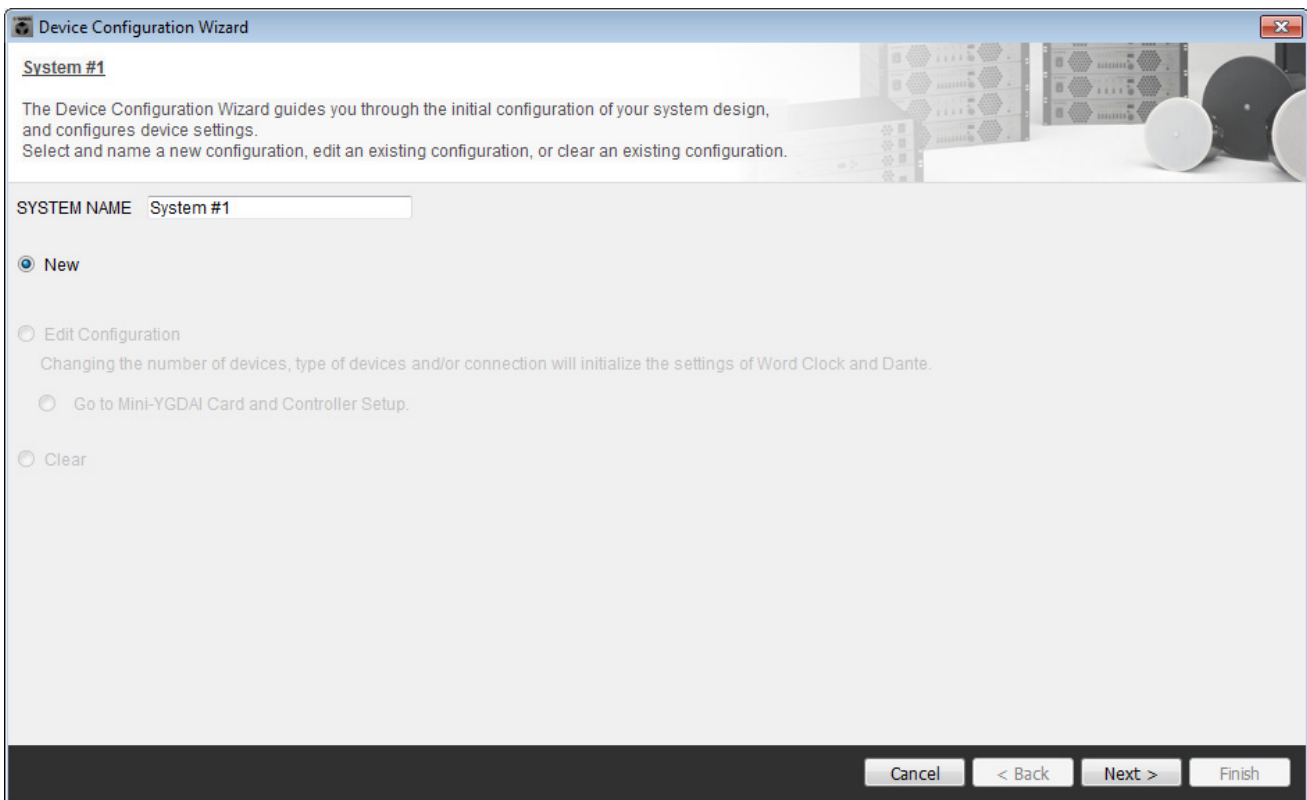 Device Configuration Wizard
System #1
The Device Configuration Wizard guides you through the initial configuration of your system design,
and configures device settings.
Select and name a new configuration, edit an existing configuration, or clear an existing configuration.
SYSTEM NAME System #1
New
Edit Configuration
Changing the number of devices, type of devices and/or connection will initialize the settings of Word Clock and Dante.
Go to Mini-YGDAI Card and Controller Setup.
Clear
Cancel < Back Next > Finish